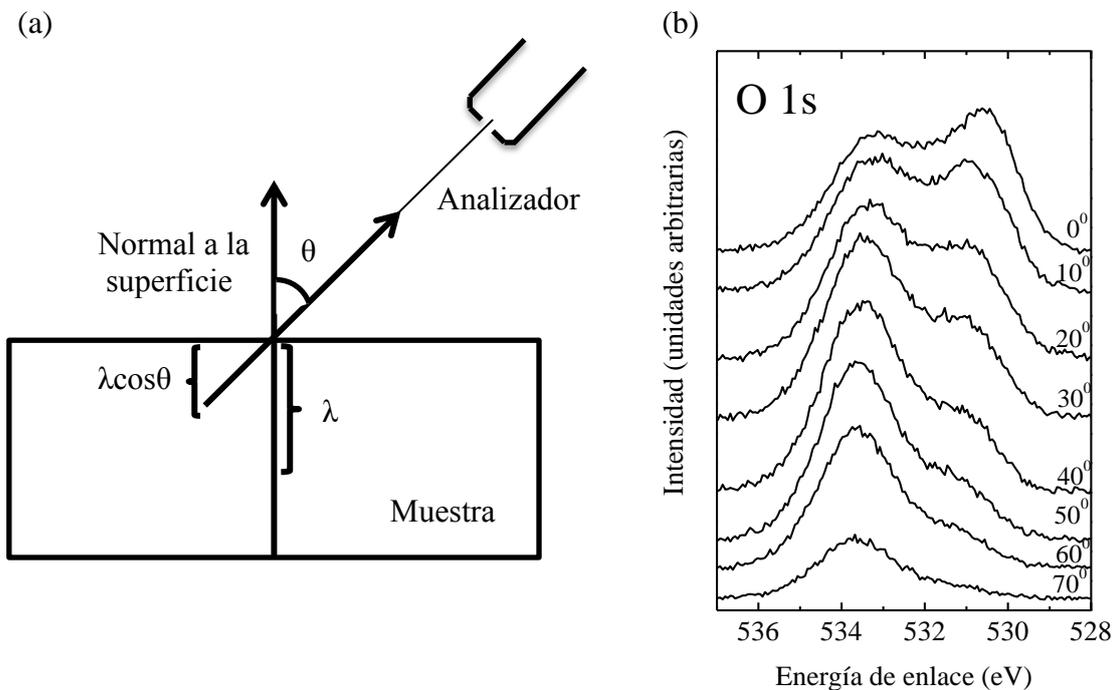 (a)
Analizador
Normal a la
superficie
θ
λcosθ
λ
Muestra
(b)
O 1s
Intensidad (unidades arbitrarias)
0⁰
10⁰
20⁰
30⁰
40⁰
50⁰
60⁰
70⁰
536 534 532 530 528
Energía de enlace (eV)